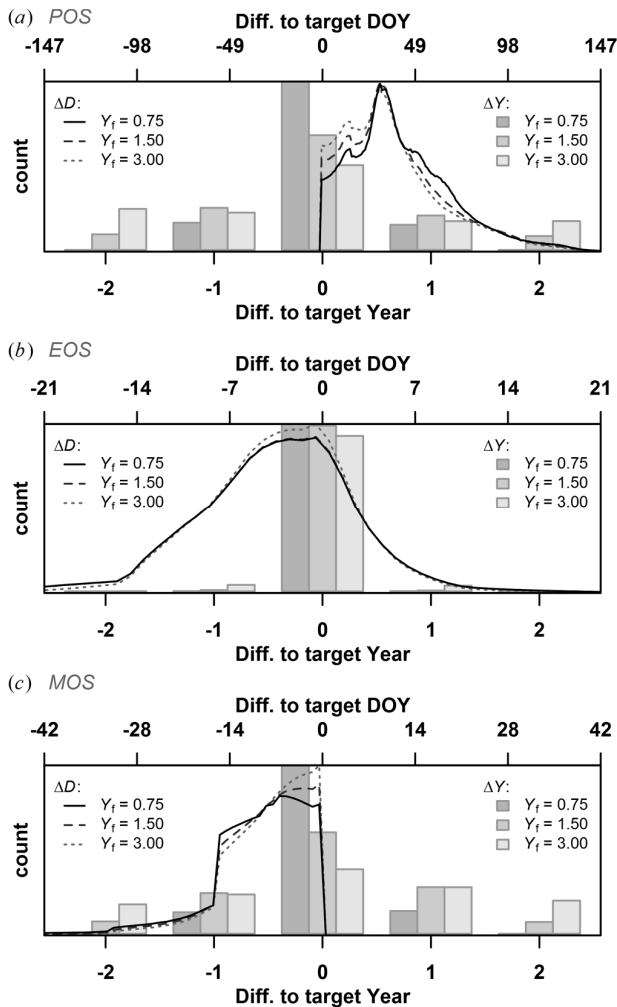 (a) POS
Diff. to target DOY
-147 -98 -49 0 49 98 147
ΔD: ΔY:
Yf = 0.75 Yf = 0.75
Yf = 1.50 Yf = 1.50
Yf = 3.00 Yf = 3.00
count
-2 -1 0 1 2
Diff. to target Year
(b) EOS
Diff. to target DOY
-21 -14 -7 0 7 14 21
ΔD: ΔY:
Yf = 0.75 Yf = 0.75
Yf = 1.50 Yf = 1.50
Yf = 3.00 Yf = 3.00
count
-2 -1 0 1 2
Diff. to target Year
(c) MOS
Diff. to target DOY
-42 -28 -14 0 14 28 42
ΔD: ΔY:
Yf = 0.75 Yf = 0.75
Yf = 1.50 Yf = 1.50
Yf = 3.00 Yf = 3.00
count
-2 -1 0 1 2
Diff. to target Year